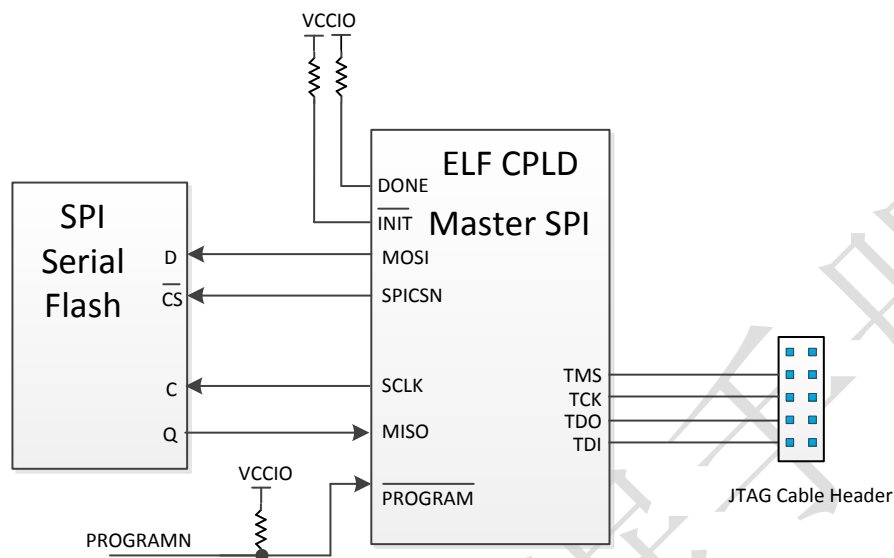 VCCIO
ELF CPLD
Master SPI
DONE
INIT
MOSI
SPICSN
SCLK
MISO
PROGRAM
SPI
Serial
Flash
D
CS
C
Q
TMS
TCK
TDO
TDI
JTAG Cable Header
VCCIO
PROGRAMN